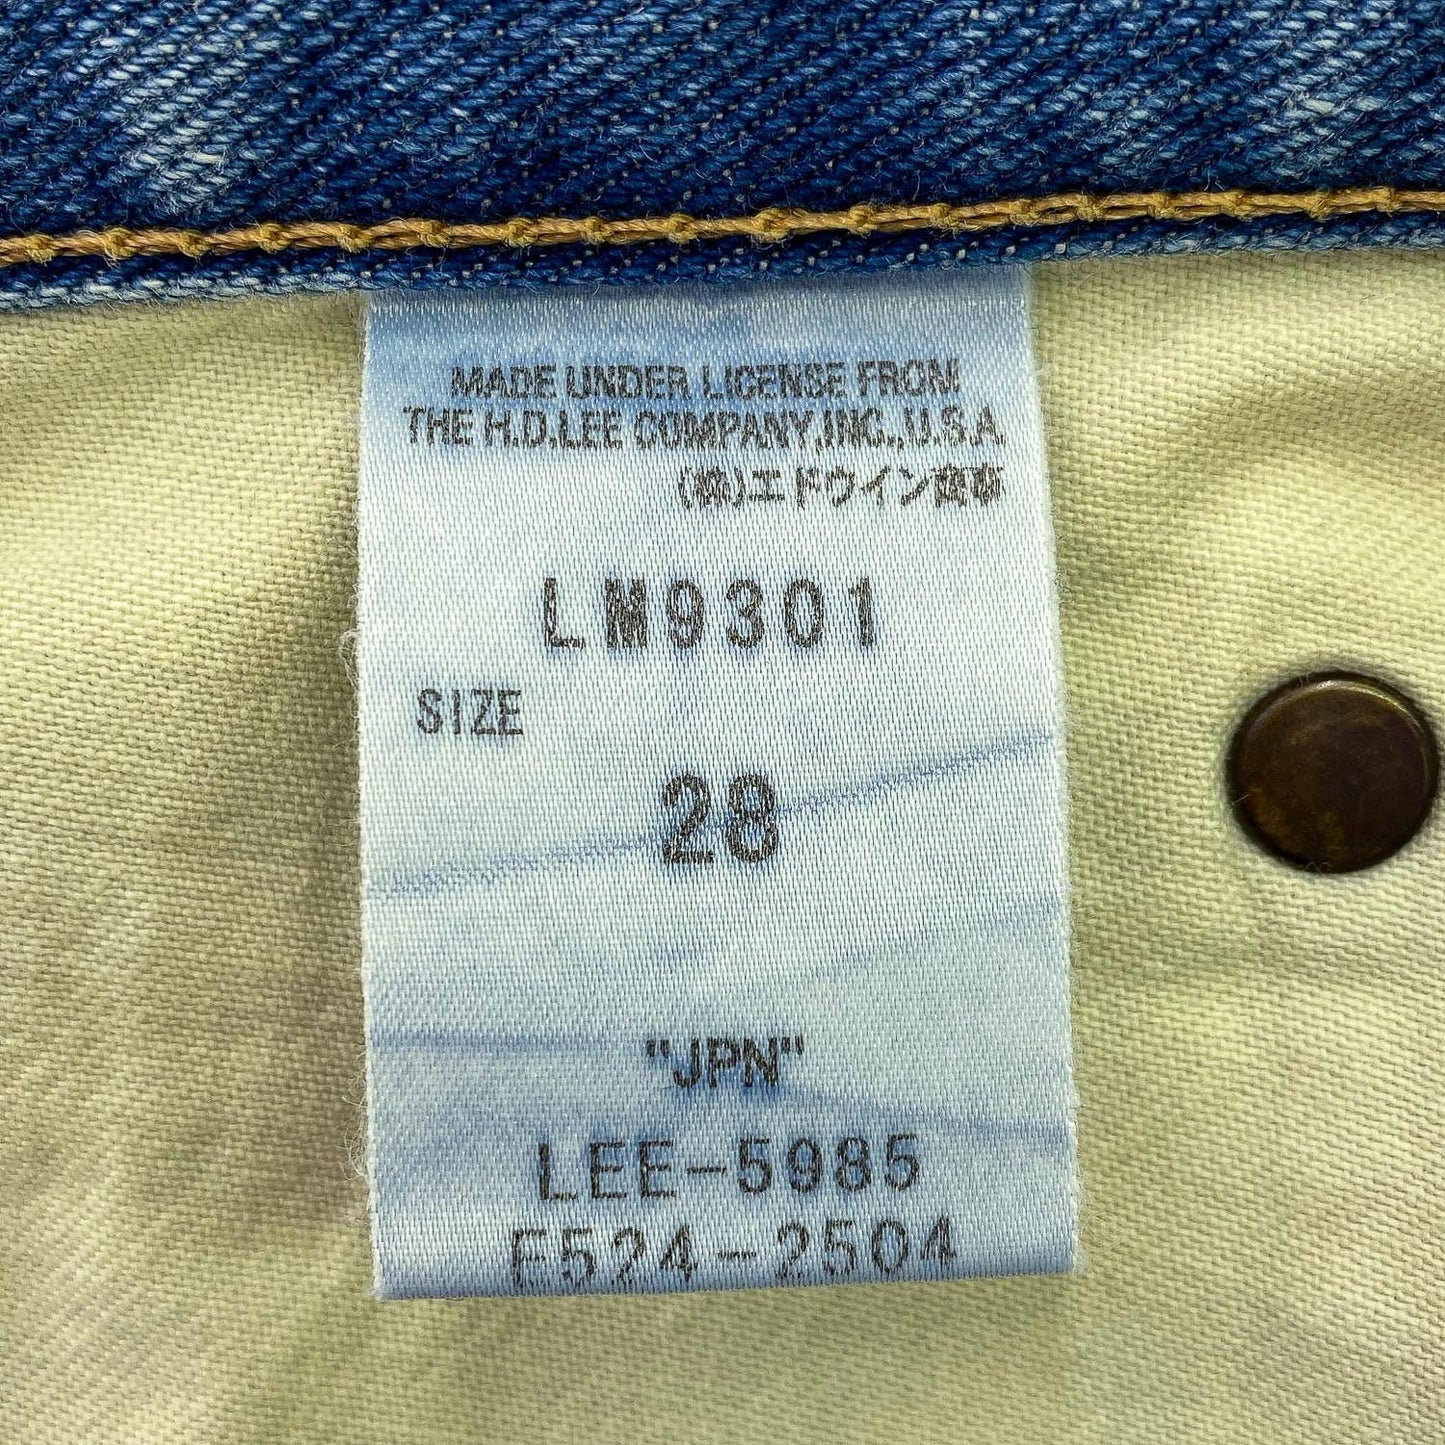 MADE UNDER LICENSE FROM
THE H.D.LEE COMPANY,INC.,U.S.A
(株)エドウイン商事
LM9301
SIZE
28
"JPN"
LEE-5985
E524-2504